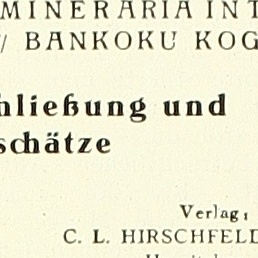 MINERARIA INT
/ BANKOKU KOG
hließung und
schätze
Verlag:
C. L. HIRSCHFELD